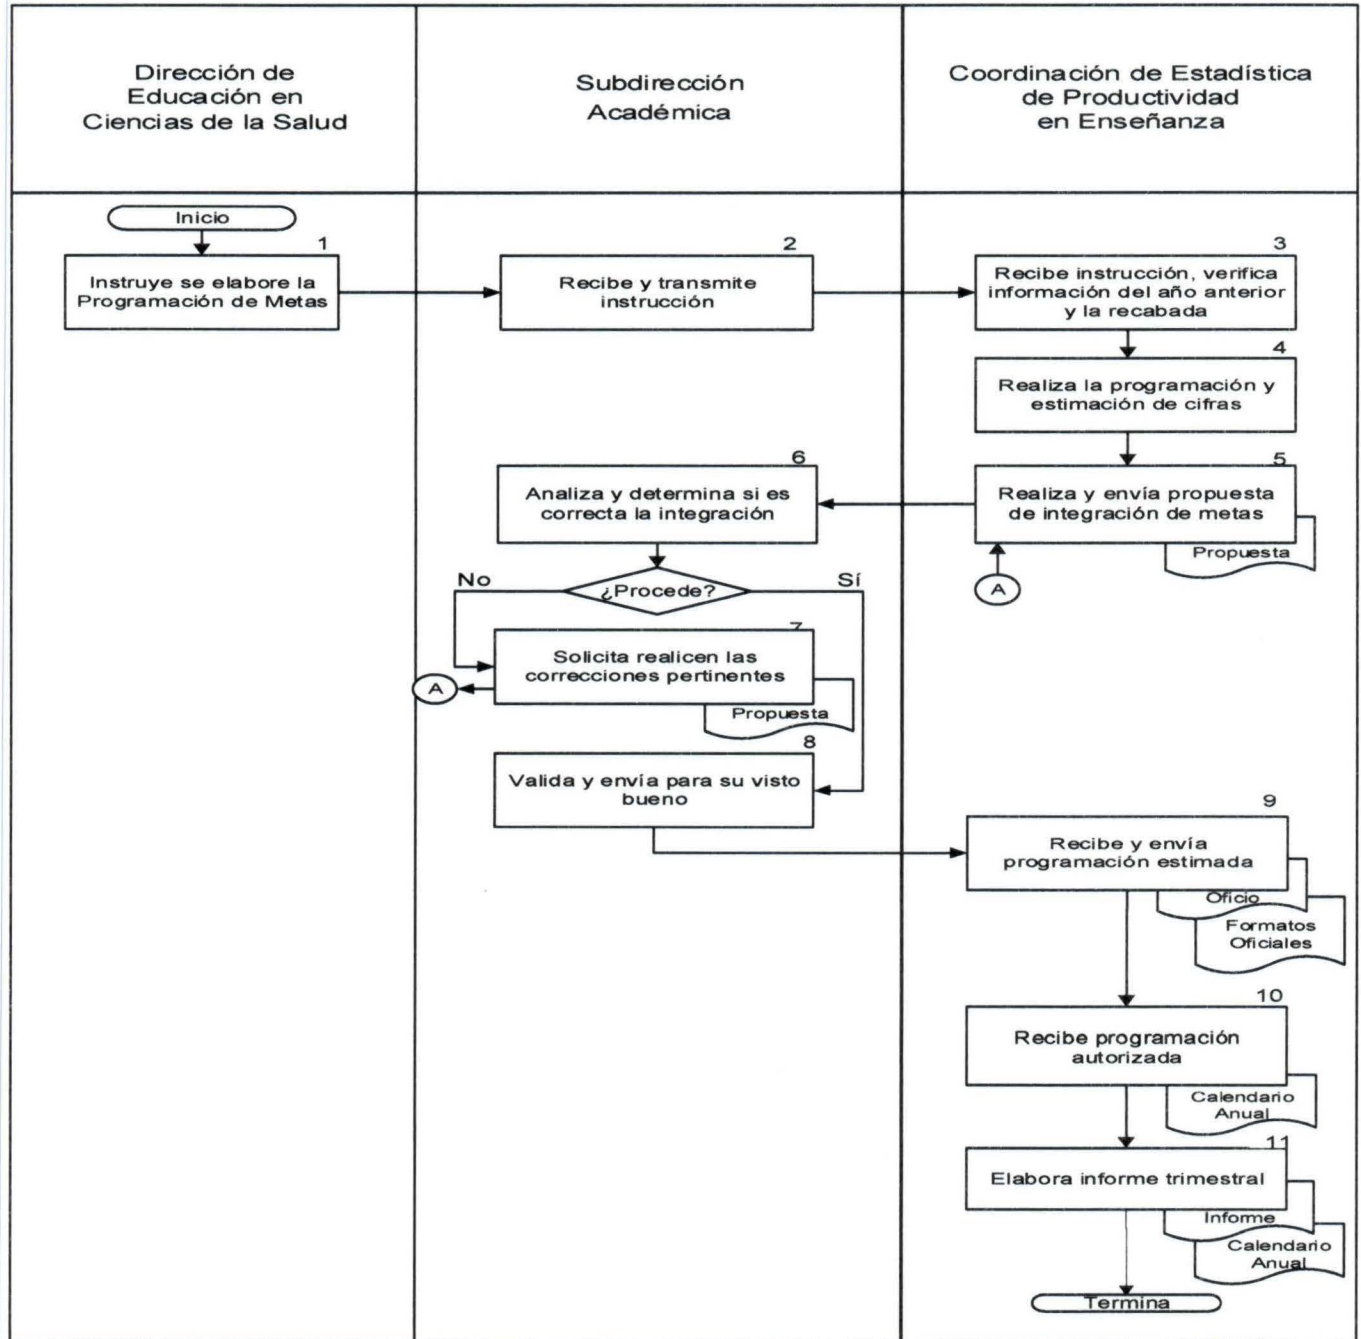 Dirección de
Educación en
Ciencias de la Salud
Subdirección
Académica
Coordinación de Estadística
de Productividad
en Enseñanza
Inicio
1
Instruye se elabore la
Programación de Metas
2
Recibe y transmite
instrucción
3
Recibe instrucción, verifica
información del año anterior
y la recabada
4
Realiza la programación y
estimación de cifras
5
Realiza y envía propuesta
de integración de metas
Propuesta
A
6
Analiza y determina si es
correcta la integración
¿Procede?
No
Sí
7
Solicita realicen las
correcciones pertinentes
Propuesta
A
8
Valida y envía para su visto
bueno
9
Recibe y envía
programación estimada
Oficio
Formatos
Oficiales
10
Recibe programación
autorizada
Calendario
Anual
11
Elabora informe trimestral
Informe
Calendario
Anual
Termina